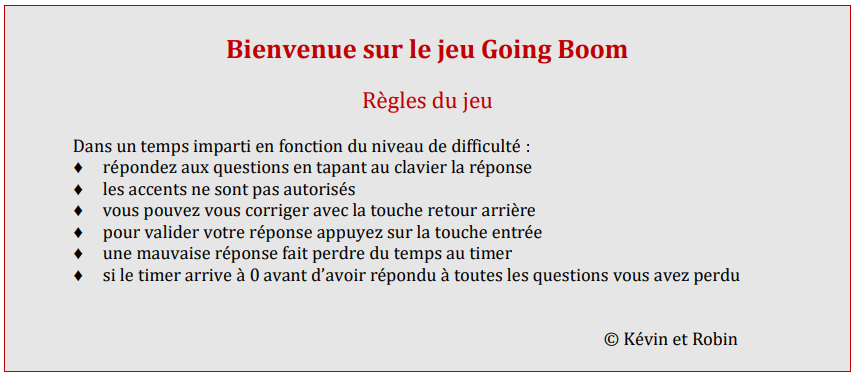 Bienvenue sur le jeu Going Boom
Règles du jeu
Dans un temps imparti en fonction du niveau de difficulté :
♦ répondez aux questions en tapant au clavier la réponse
♦ les accents ne sont pas autorisés
♦ vous pouvez vous corriger avec la touche retour arrière
♦ pour valider votre réponse appuyez sur la touche entrée
♦ une mauvaise réponse fait perdre du temps au timer
♦ si le timer arrive à 0 avant d’avoir répondu à toutes les questions vous avez perdu
© Kévin et Robin